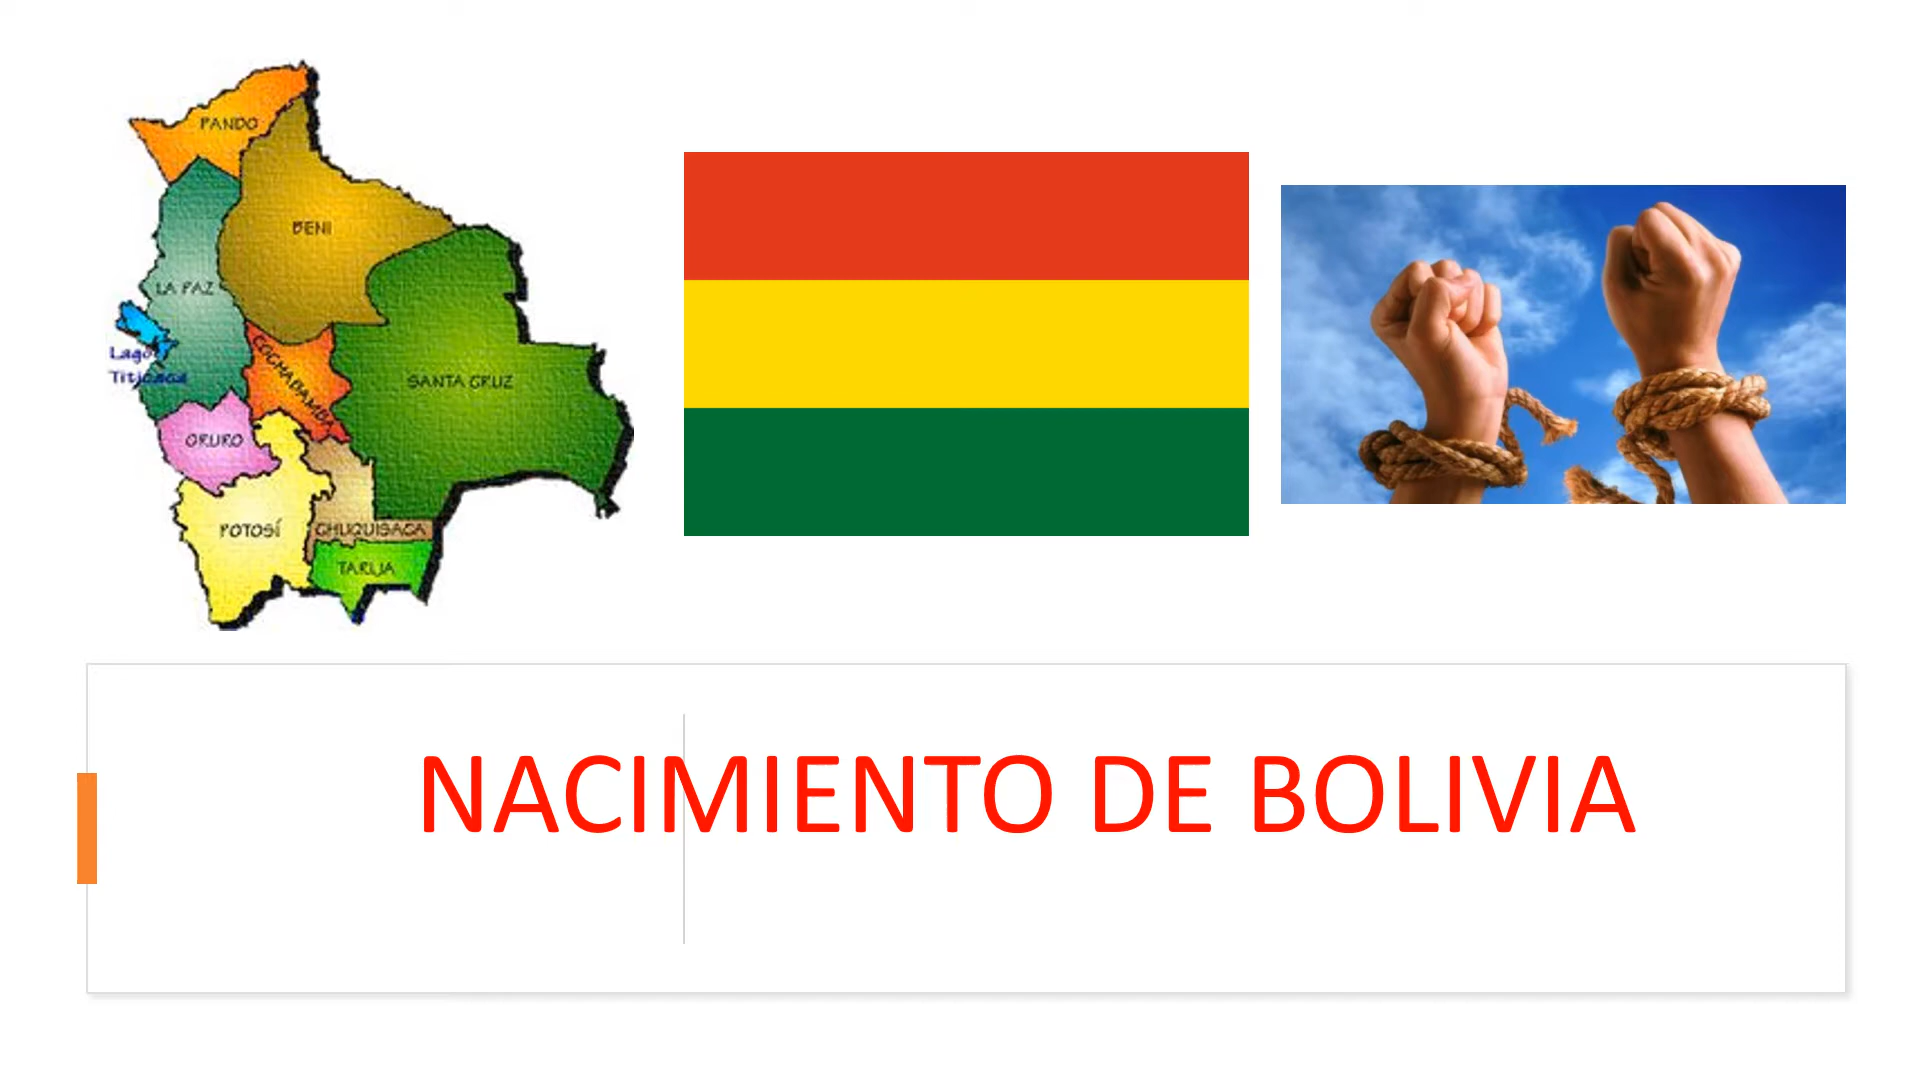 PANDO
BENI
LA PAZ
Lago
Titicaca
COCHABAMBA
SANTA CRUZ
ORURO
POTOSÍ
CHUQUISACA
TARIJA
NACIMIENTO DE BOLIVIA